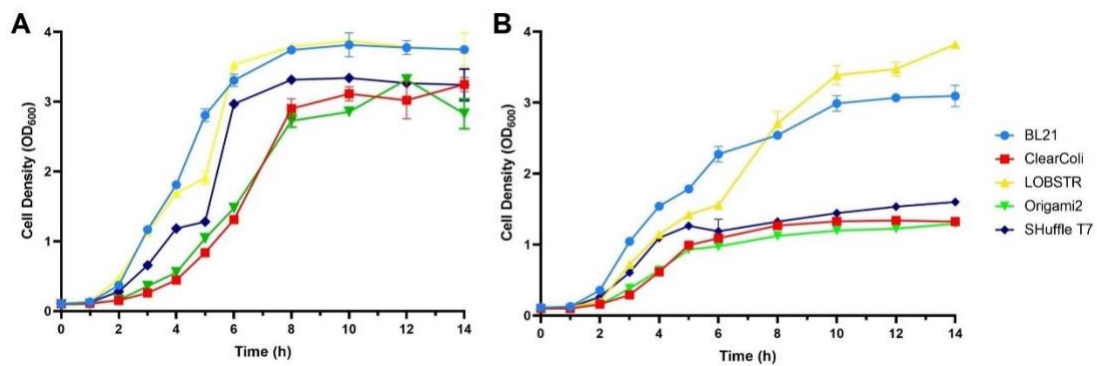 A
Cell Density (OD600)
4
3
2
1
0
0 2 4 6 8 10 12 14
Time (h)
B
Cell Density (OD600)
4
3
2
1
0
0 2 4 6 8 10 12 14
Time (h)
BL21
ClearColi
LOBSTR
Origami2
SHuffle T7